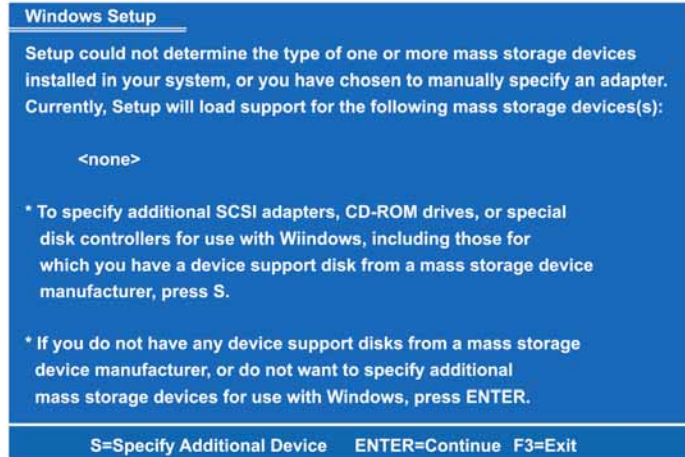 Windows Setup
Setup could not determine the type of one or more mass storage devices
installed in your system, or you have chosen to manually specify an adapter.
Currently, Setup will load support for the following mass storage devices(s):
<none>
* To specify additional SCSI adapters, CD-ROM drives, or special
disk controllers for use with Wiindows, including those for
which you have a device support disk from a mass storage device
manufacturer, press S.
* If you do not have any device support disks from a mass storage
device manufacturer, or do not want to specify additional
mass storage devices for use with Windows, press ENTER.
S=Specify Additional Device ENTER=Continue F3=Exit